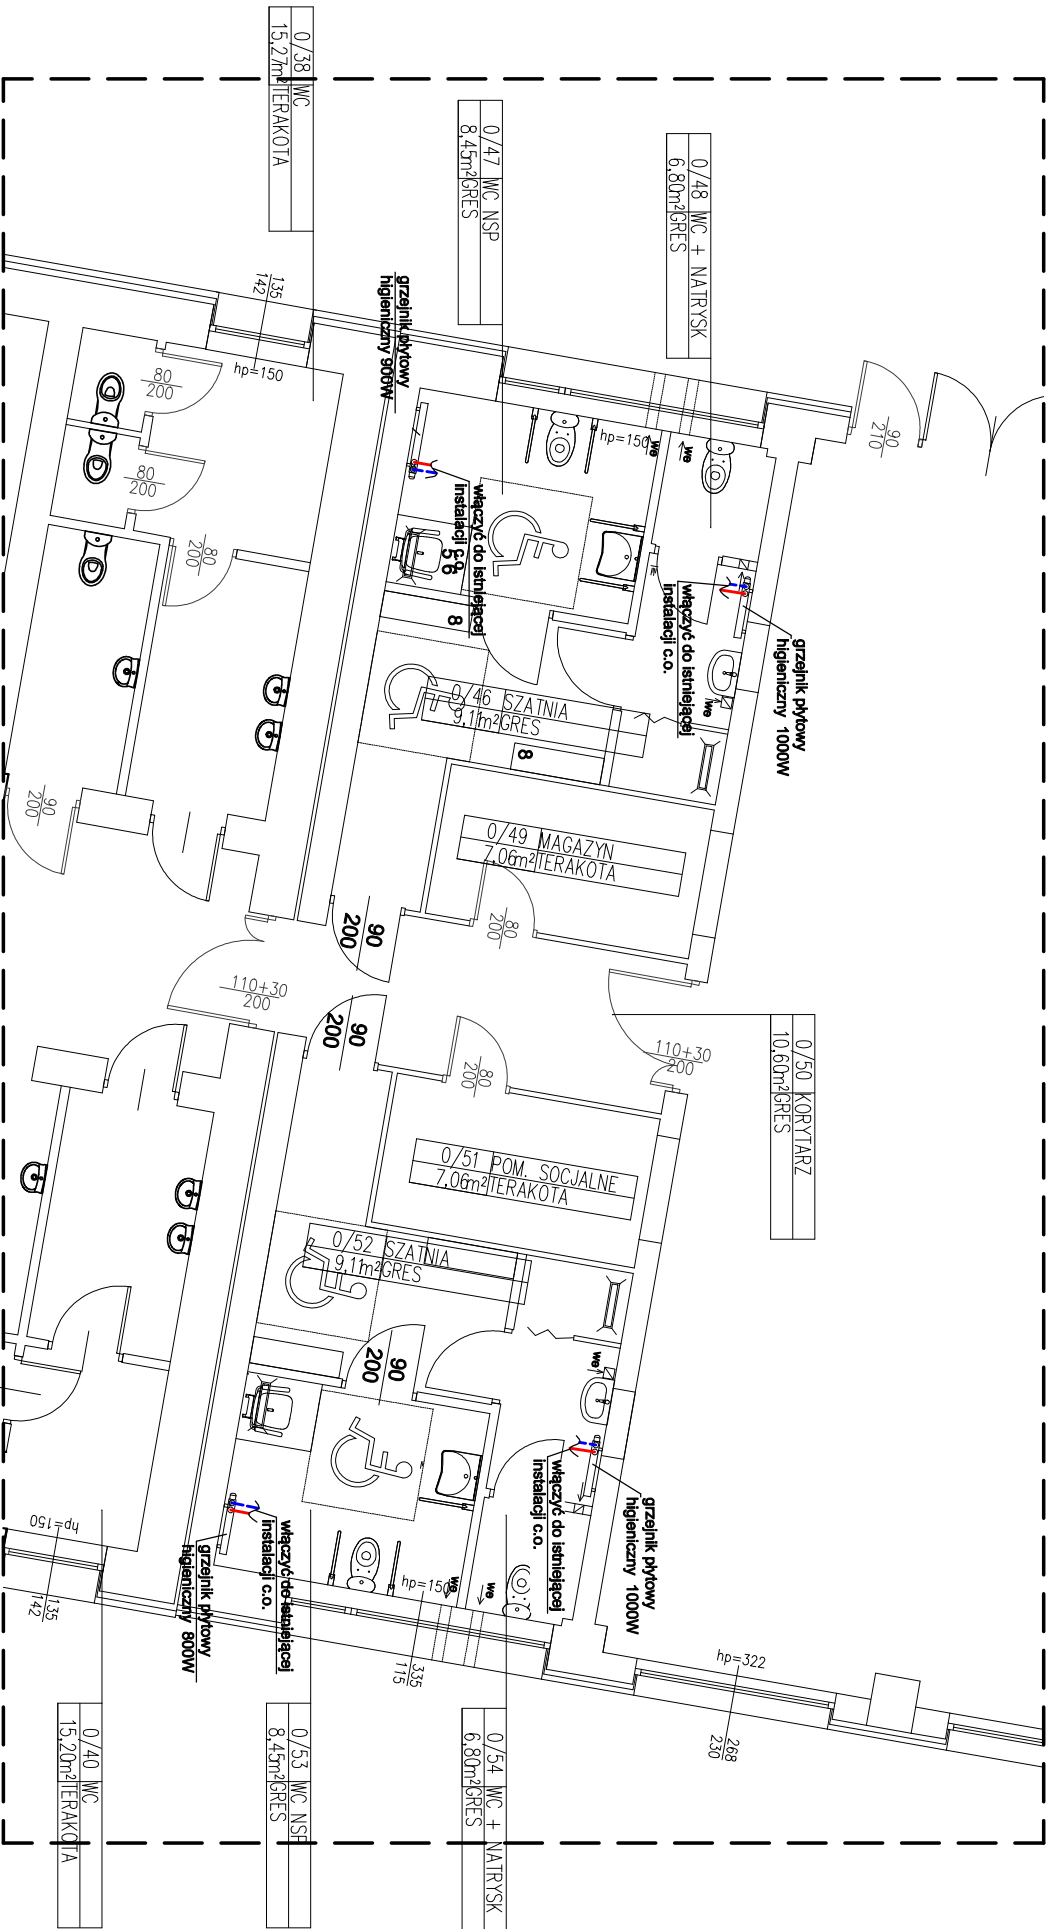 0/38 WC
15,27m² TERAKOTA
0/47 WC NSP
8,45m² GRES
0/48 WC + NATRYSK
6,80m² GRES
135
142
hp=150
grzejnik płytowy
higieniczny 900W
80
200
80
200
80
200
90
210
hp=150
we
we
włączyć do istniejącej
instalacji c.o.
5 6
8
włączyć do istniejącej
instalacji c.o.
grzejnik płytowy
higieniczny 1000W
we
0/46 SZATNIA
9,11m² GRES
8
90
200
0/49 MAGAZYN
7,06m² TERAKOTA
80
200
90
200
110+30
200
90
200
80
200
110+30
200
0/50 KORYTARZ
10,60m² GRES
0/51 POM. SOCJALNE
7,06m² TERAKOTA
0/52 SZATNIA
9,11m² GRES
90
200
we
włączyć do istniejącej
instalacji c.o.
grzejnik płytowy
higieniczny 1000W
włączyć do istniejącej
instalacji c.o.
grzejnik płytowy
higieniczny 800W
hp=150
we
we
hp=150
135
142
335
115
hp=322
268
230
0/40 WC
15,20m² TERAKOTA
0/53 WC NSP
8,45m² GRES
0/54 WC + NATRYSK
6,80m² GRES